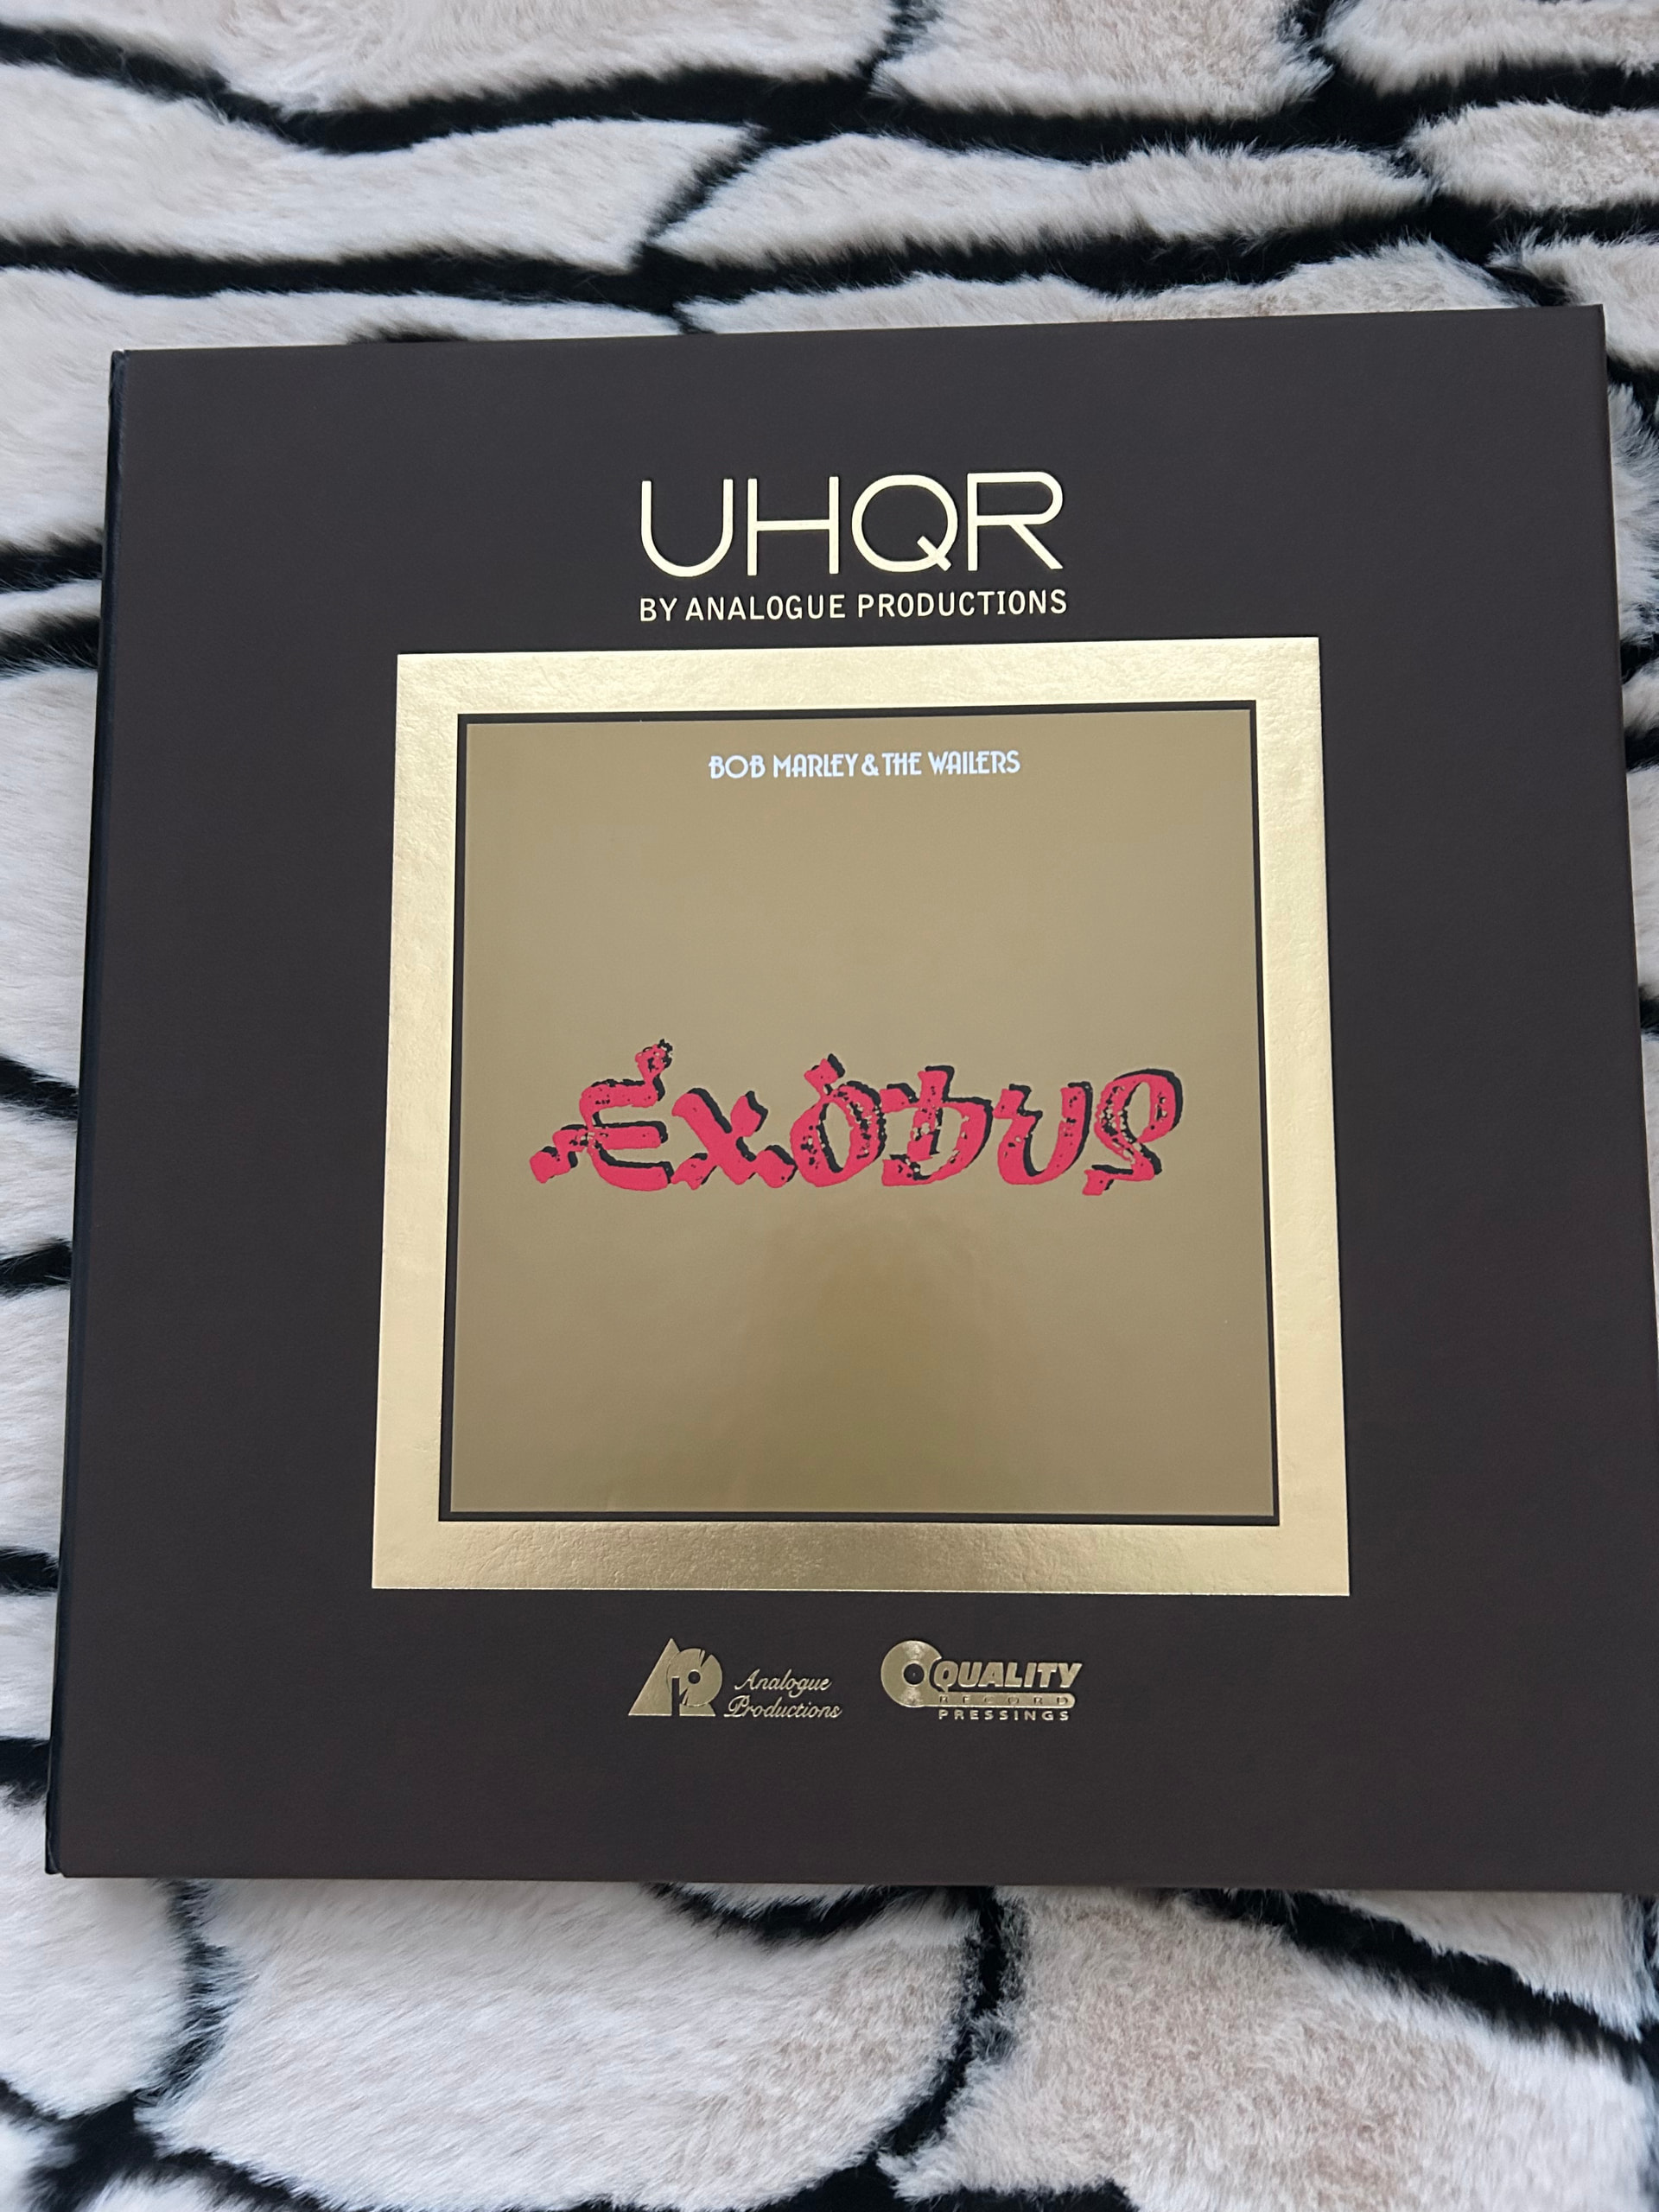 UHQR
BY ANALOGUE PRODUCTIONS
BOB MARLEY & THE WAILERS
EXODUS
Analogue
Productions
QUALITY
RECORD
PRESSINGS